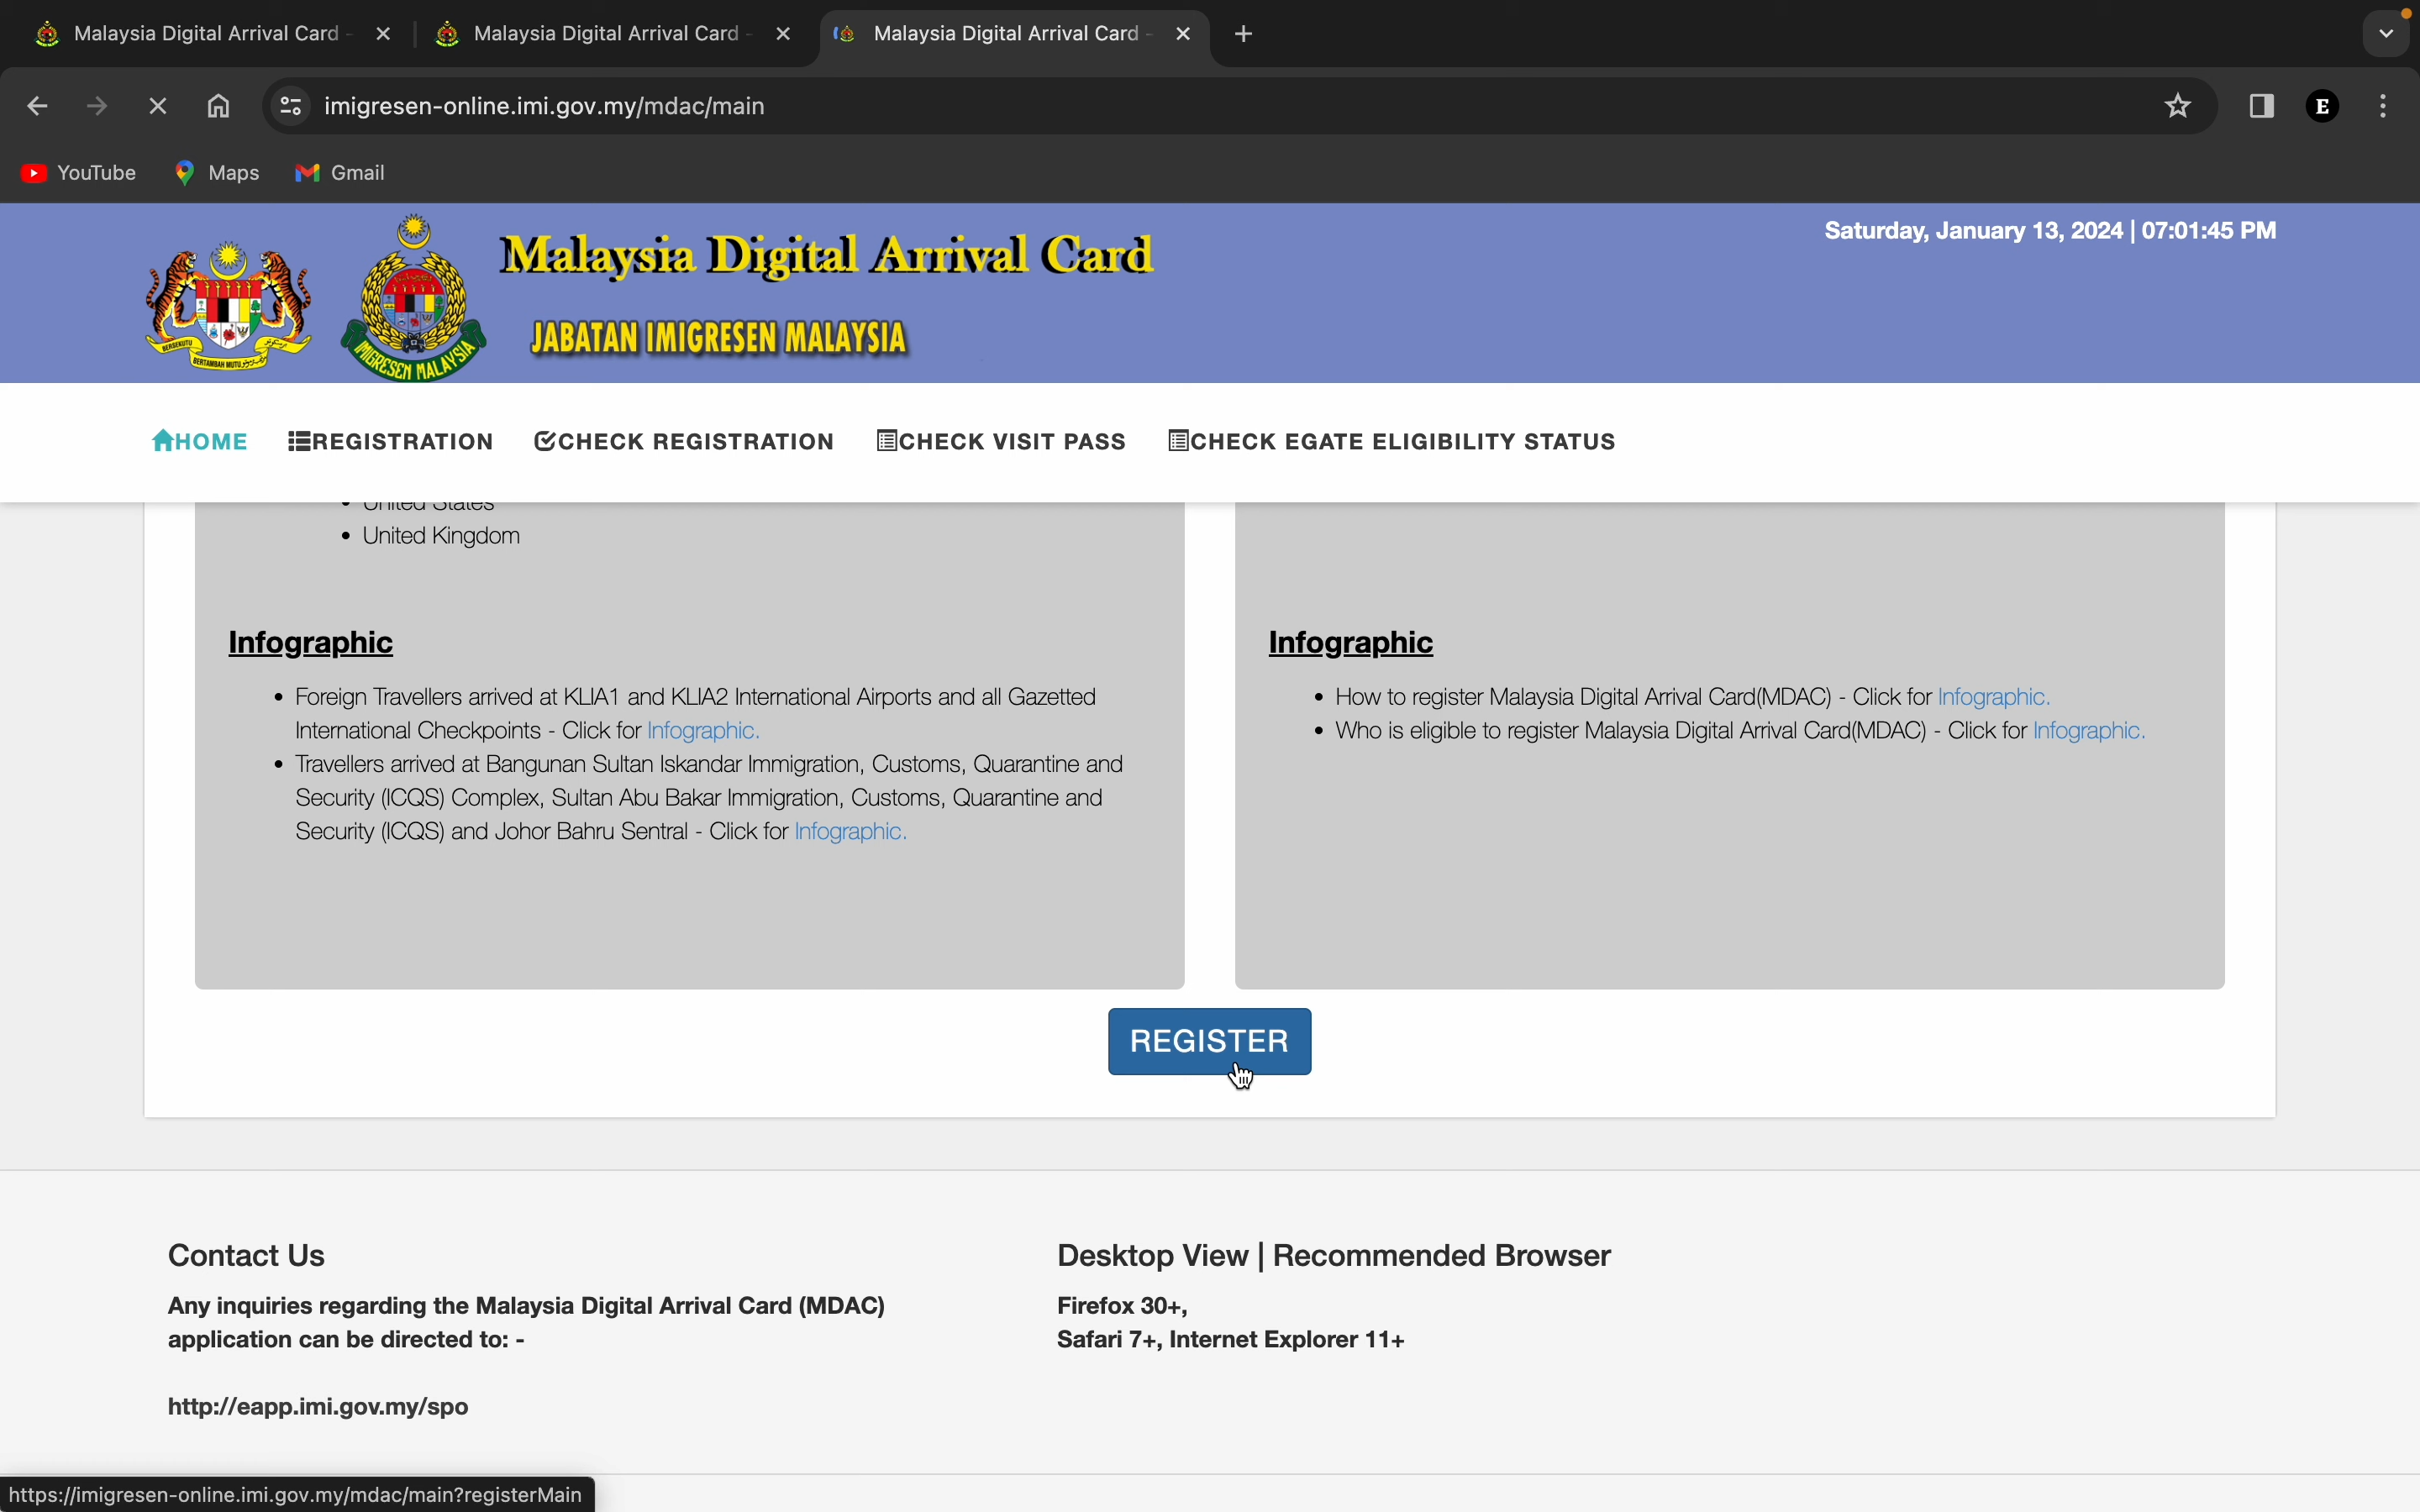 Malaysia Digital Arrival Card -
Malaysia Digital Arrival Card -
Malaysia Digital Arrival Card -
imigresen-online.imi.gov.my/mdac/main
E
YouTube
Maps
Gmail
Malaysia Digital Arrival Card
Saturday, January 13, 2024 | 07:01:45 PM
JABATAN IMIGRESEN MALAYSIA
BERSEKUTU BERTAMBAH MUTU
IMIGRESEN MALAYSIA
HOME
REGISTRATION
CHECK REGISTRATION
CHECK VISIT PASS
CHECK EGATE ELIGIBILITY STATUS
• United States
• United Kingdom
Infographic
• Foreign Travellers arrived at KLIA1 and KLIA2 International Airports and all Gazetted
International Checkpoints - Click for Infographic.
• Travellers arrived at Bangunan Sultan Iskandar Immigration, Customs, Quarantine and
Security (ICQS) Complex, Sultan Abu Bakar Immigration, Customs, Quarantine and
Security (ICQS) and Johor Bahru Sentral - Click for Infographic.
Infographic
• How to register Malaysia Digital Arrival Card(MDAC) - Click for Infographic.
• Who is eligible to register Malaysia Digital Arrival Card(MDAC) - Click for Infographic.
REGISTER
Contact Us
Any inquiries regarding the Malaysia Digital Arrival Card (MDAC)
application can be directed to: -
http://eapp.imi.gov.my/spo
Desktop View | Recommended Browser
Firefox 30+,
Safari 7+, Internet Explorer 11+
https://imigresen-online.imi.gov.my/mdac/main?registerMain